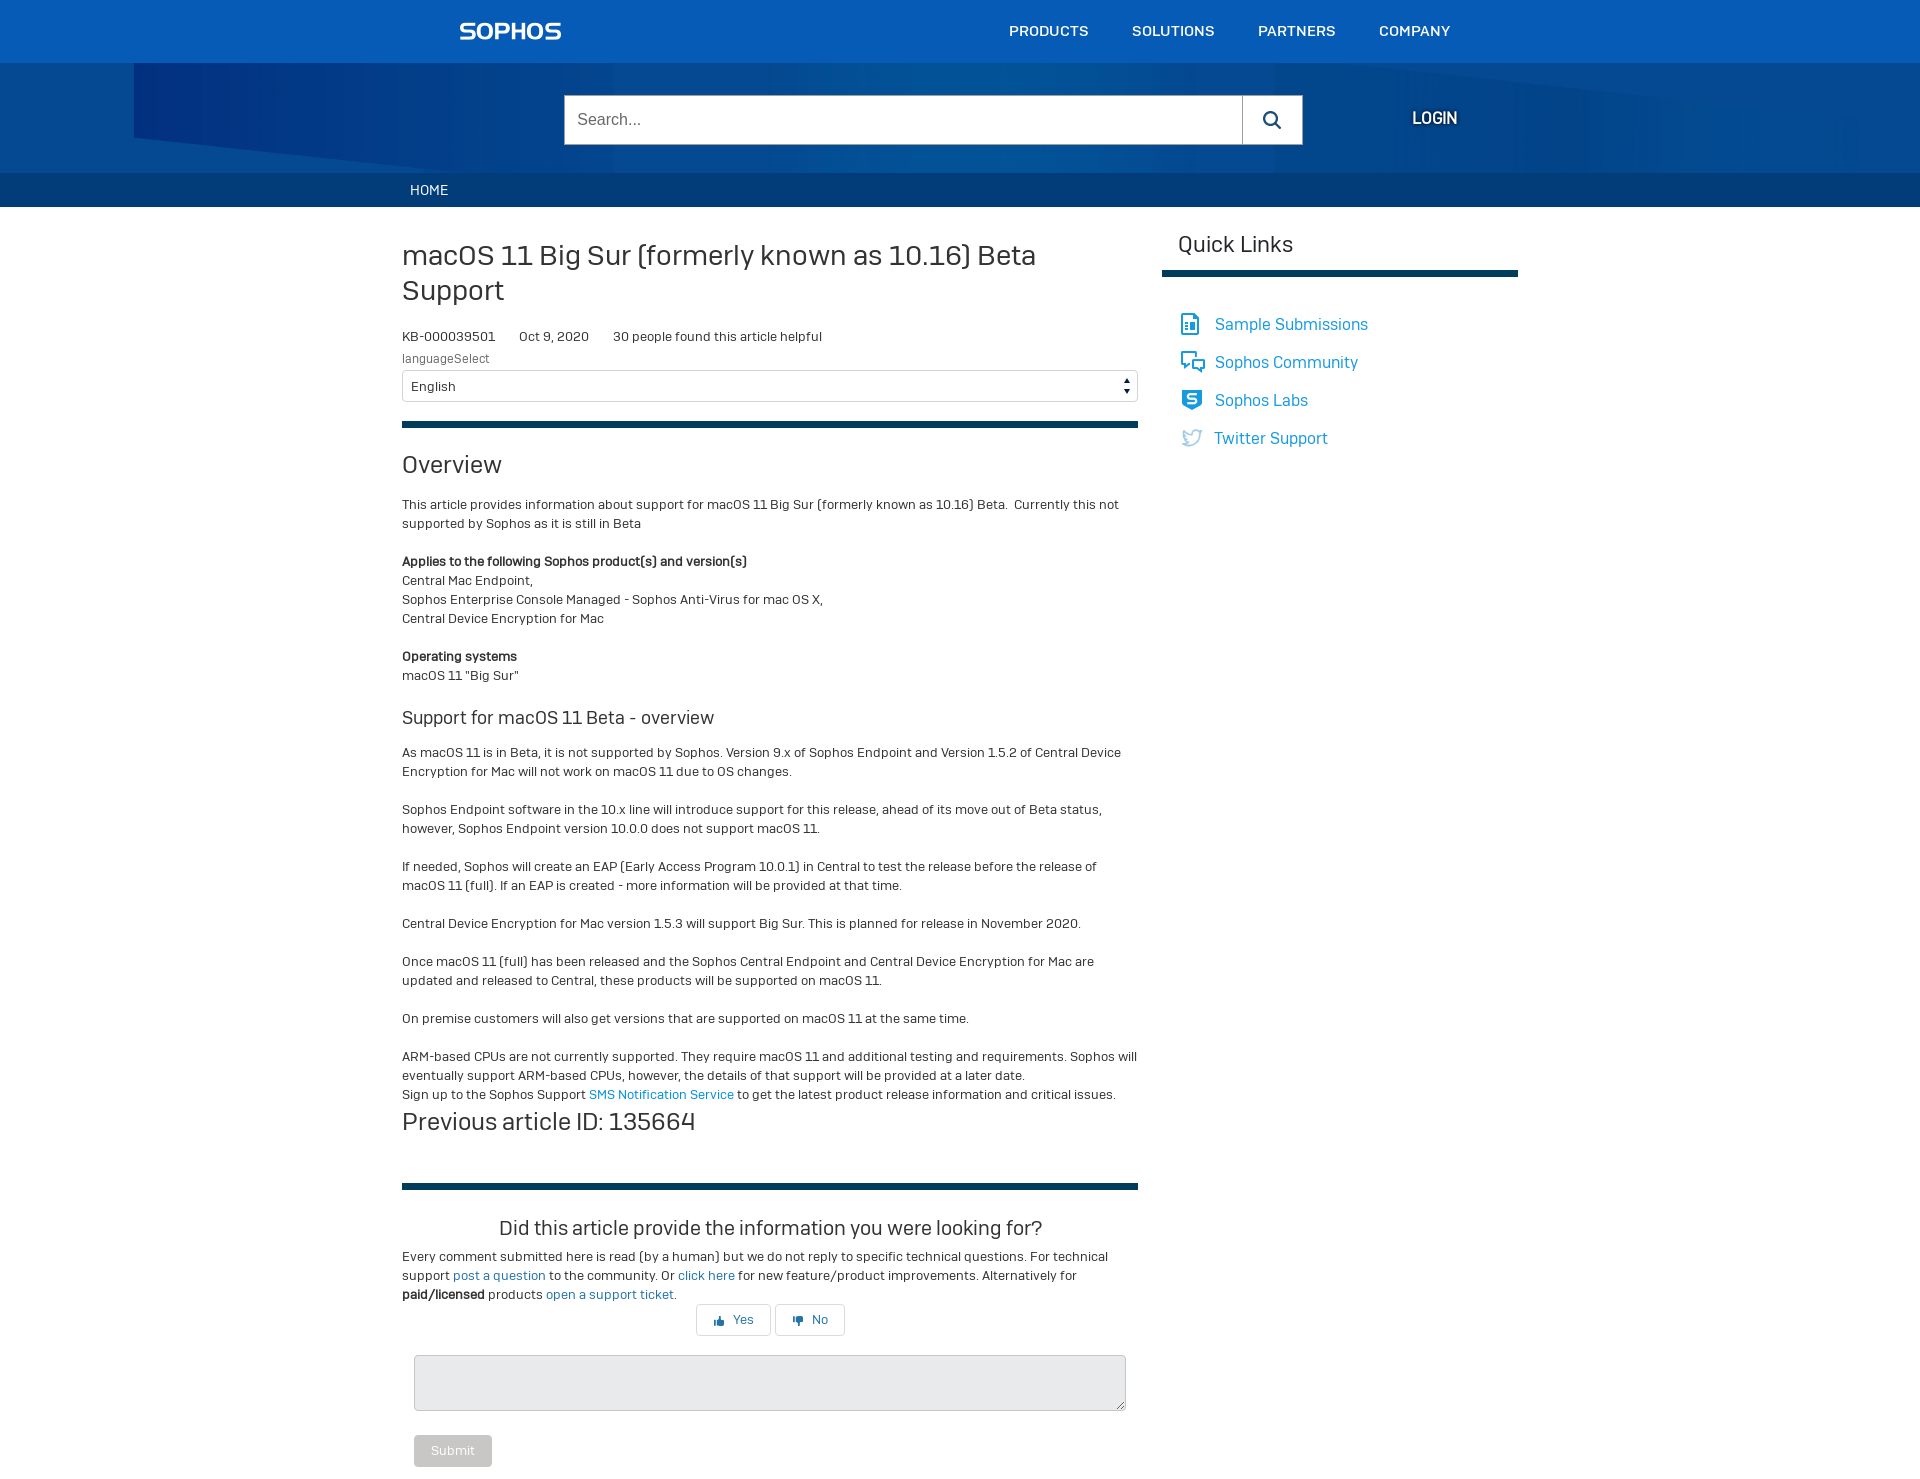 SOPHOS
PRODUCTS
SOLUTIONS
PARTNERS
COMPANY
Search...
LOGIN
HOME
macOS 11 Big Sur (formerly known as 10.16) Beta
Support
KB-000039501 Oct 9, 2020 30 people found this article helpful
languageSelect
English
Overview
This article provides information about support for macOS 11 Big Sur (formerly known as 10.16) Beta.  Currently this not
supported by Sophos as it is still in Beta
Applies to the following Sophos product(s) and version(s)
Central Mac Endpoint,
Sophos Enterprise Console Managed - Sophos Anti-Virus for mac OS X,
Central Device Encryption for Mac
Operating systems
macOS 11 "Big Sur"
Support for macOS 11 Beta - overview
As macOS 11 is in Beta, it is not supported by Sophos. Version 9.x of Sophos Endpoint and Version 1.5.2 of Central Device
Encryption for Mac will not work on macOS 11 due to OS changes.
Sophos Endpoint software in the 10.x line will introduce support for this release, ahead of its move out of Beta status,
however, Sophos Endpoint version 10.0.0 does not support macOS 11.
If needed, Sophos will create an EAP (Early Access Program 10.0.1) in Central to test the release before the release of
macOS 11 (full). If an EAP is created - more information will be provided at that time.
Central Device Encryption for Mac version 1.5.3 will support Big Sur. This is planned for release in November 2020.
Once macOS 11 (full) has been released and the Sophos Central Endpoint and Central Device Encryption for Mac are
updated and released to Central, these products will be supported on macOS 11.
On premise customers will also get versions that are supported on macOS 11 at the same time.
ARM-based CPUs are not currently supported. They require macOS 11 and additional testing and requirements. Sophos will
eventually support ARM-based CPUs, however, the details of that support will be provided at a later date.
Sign up to the Sophos Support SMS Notification Service to get the latest product release information and critical issues.
Previous article ID: 135664
Did this article provide the information you were looking for?
Every comment submitted here is read (by a human) but we do not reply to specific technical questions. For technical
support post a question to the community. Or click here for new feature/product improvements. Alternatively for
paid/licensed products open a support ticket.
Yes
No
Submit
Quick Links
Sample Submissions
Sophos Community
Sophos Labs
Twitter Support